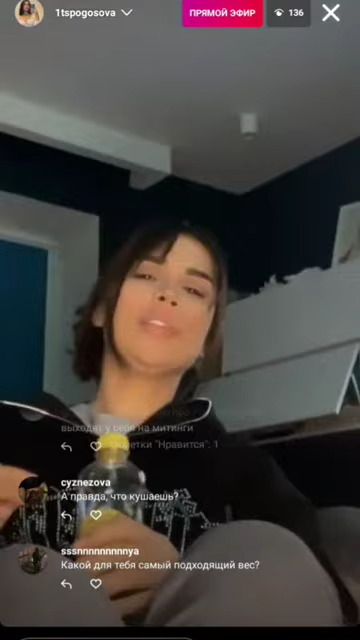 1tspogosova
ПРЯМОЙ ЭФИР
136
выходят у себя на митинги
"Нравится": 1
cyznezova
А правда, что кушаешь?
sssnnnnnnnnnya
Какой для тебя самый подходящий вес?